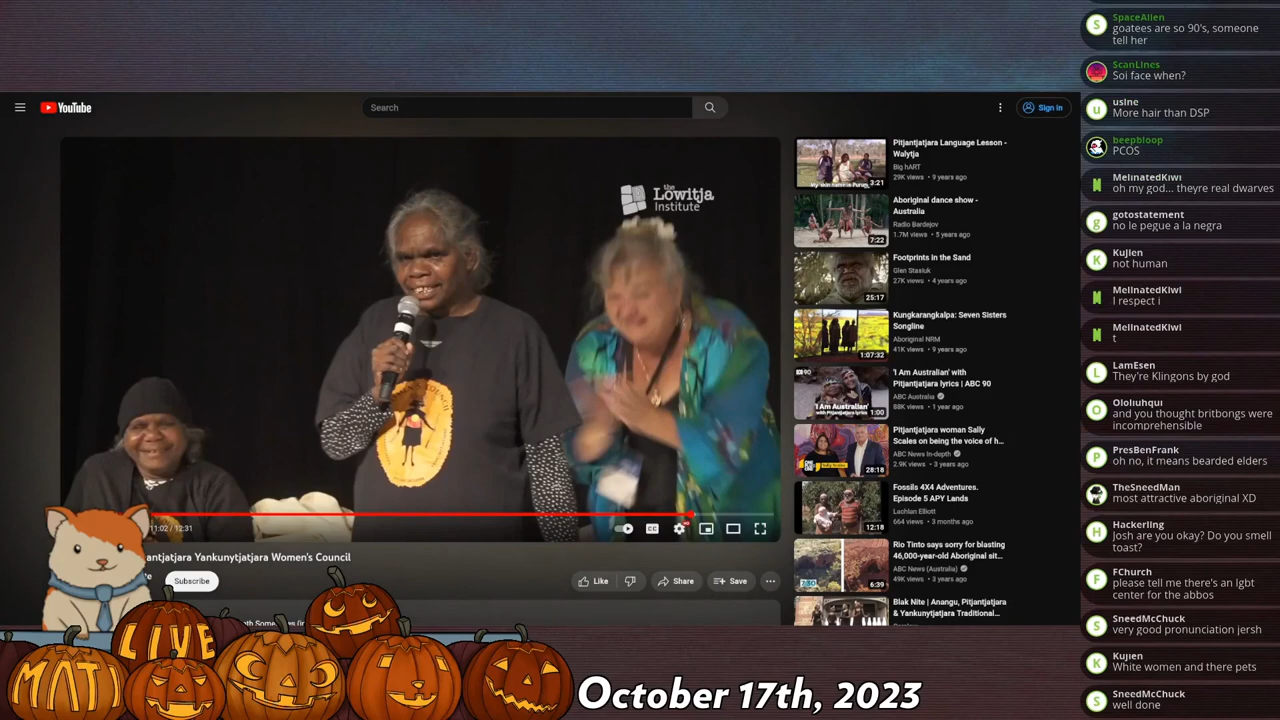 YouTube
Search
Sign in
the
Lowitja
Institute
11:02 / 12:31
CC
antjatjara Yankunytjatjara Women's Council
Subscribe
Like
Share
Save
Pitjantjatjara Language Lesson -
Walytja
Big hART
29K views • 9 years ago
3:21
Aboriginal dance show -
Australia
Radio Bardejov
1.7M views • 5 years ago
7:22
Footprints in the Sand
Glen Stasiuk
27K views • 4 years ago
25:17
Kungkarangkalpa: Seven Sisters
Songline
Aboriginal NRM
41K views • 9 years ago
1:07:32
'I Am Australian' with
Pitjantjatjara lyrics | ABC 90
ABC Australia
88K views • 1 year ago
'I Am Australian'
1:00
Pitjantjatjara woman Sally
Scales on being the voice of h...
ABC News In-depth
2.9K views • 3 years ago
28:18
Fossils 4X4 Adventures.
Episode 5 APY Lands
Lachlan Elliott
664 views • 3 months ago
12:18
Rio Tinto says sorry for blasting
46,000-year-old Aboriginal sit...
ABC News (Australia)
49K views • 3 years ago
7:30
6:39
Blak Nite | Anangu, Pitjantjatjara
& Yankunytjatjara Traditional...
SpaceAlien
goatees are so 90's, someone
tell her
ScanLines
Soi face when?
usine
More hair than DSP
beepbloop
PCOS
MelinatedKiwi
oh my god... theyre real dwarves
gotostatement
no le pegue a la negra
Kujien
not human
MelinatedKiwi
I respect i
MelinatedKiwi
t
LamEsen
They're Klingons by god
Ololiuhqui
and you thought britbongs were
incomprehensible
PresBenFrank
oh no, it means bearded elders
TheSneedMan
most attractive aboriginal XD
Hackerling
Josh are you okay? Do you smell
toast?
FChurch
please tell me there's an lgbt
center for the abbos
SneedMcChuck
very good pronunciation jersh
Kujien
White women and there pets
SneedMcChuck
well done
LIVE
MATI
October 17th, 2023